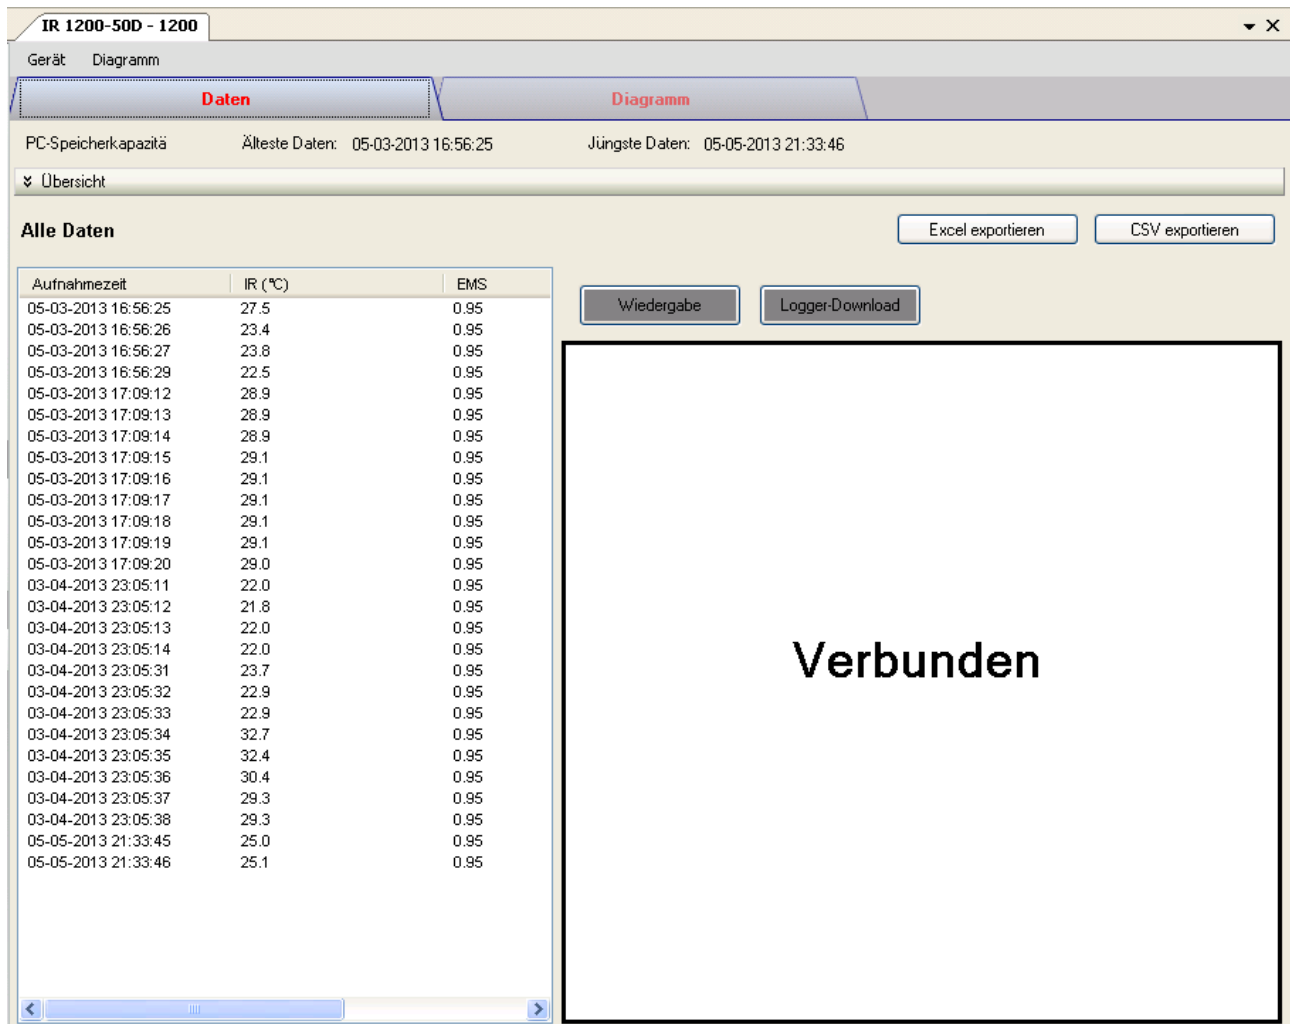 IR 1200-50D - 1200
Gerät Diagramm
Daten Diagramm
PC-Speicherkapazitä Älteste Daten: 05-03-2013 16:56:25 Jüngste Daten: 05-05-2013 21:33:46
Übersicht
Alle Daten Excel exportieren CSV exportieren
Aufnahmezeit IR (℃) EMS
Wiedergabe Logger-Download
05-03-2013 16:56:25 27.5 0.95
05-03-2013 16:56:26 23.4 0.95
05-03-2013 16:56:27 23.8 0.95
05-03-2013 16:56:29 22.5 0.95
05-03-2013 17:09:12 28.9 0.95
05-03-2013 17:09:13 28.9 0.95
05-03-2013 17:09:14 28.9 0.95
05-03-2013 17:09:15 29.1 0.95
05-03-2013 17:09:16 29.1 0.95
05-03-2013 17:09:17 29.1 0.95
05-03-2013 17:09:18 29.1 0.95
05-03-2013 17:09:19 29.1 0.95
05-03-2013 17:09:20 29.0 0.95
03-04-2013 23:05:11 22.0 0.95
03-04-2013 23:05:12 21.8 0.95
03-04-2013 23:05:13 22.0 0.95
03-04-2013 23:05:14 22.0 0.95
03-04-2013 23:05:31 23.7 0.95
03-04-2013 23:05:32 22.9 0.95
03-04-2013 23:05:33 22.9 0.95
03-04-2013 23:05:34 32.7 0.95
03-04-2013 23:05:35 32.4 0.95
03-04-2013 23:05:36 30.4 0.95
03-04-2013 23:05:37 29.3 0.95
03-04-2013 23:05:38 29.3 0.95
05-05-2013 21:33:45 25.0 0.95
05-05-2013 21:33:46 25.1 0.95
Verbunden